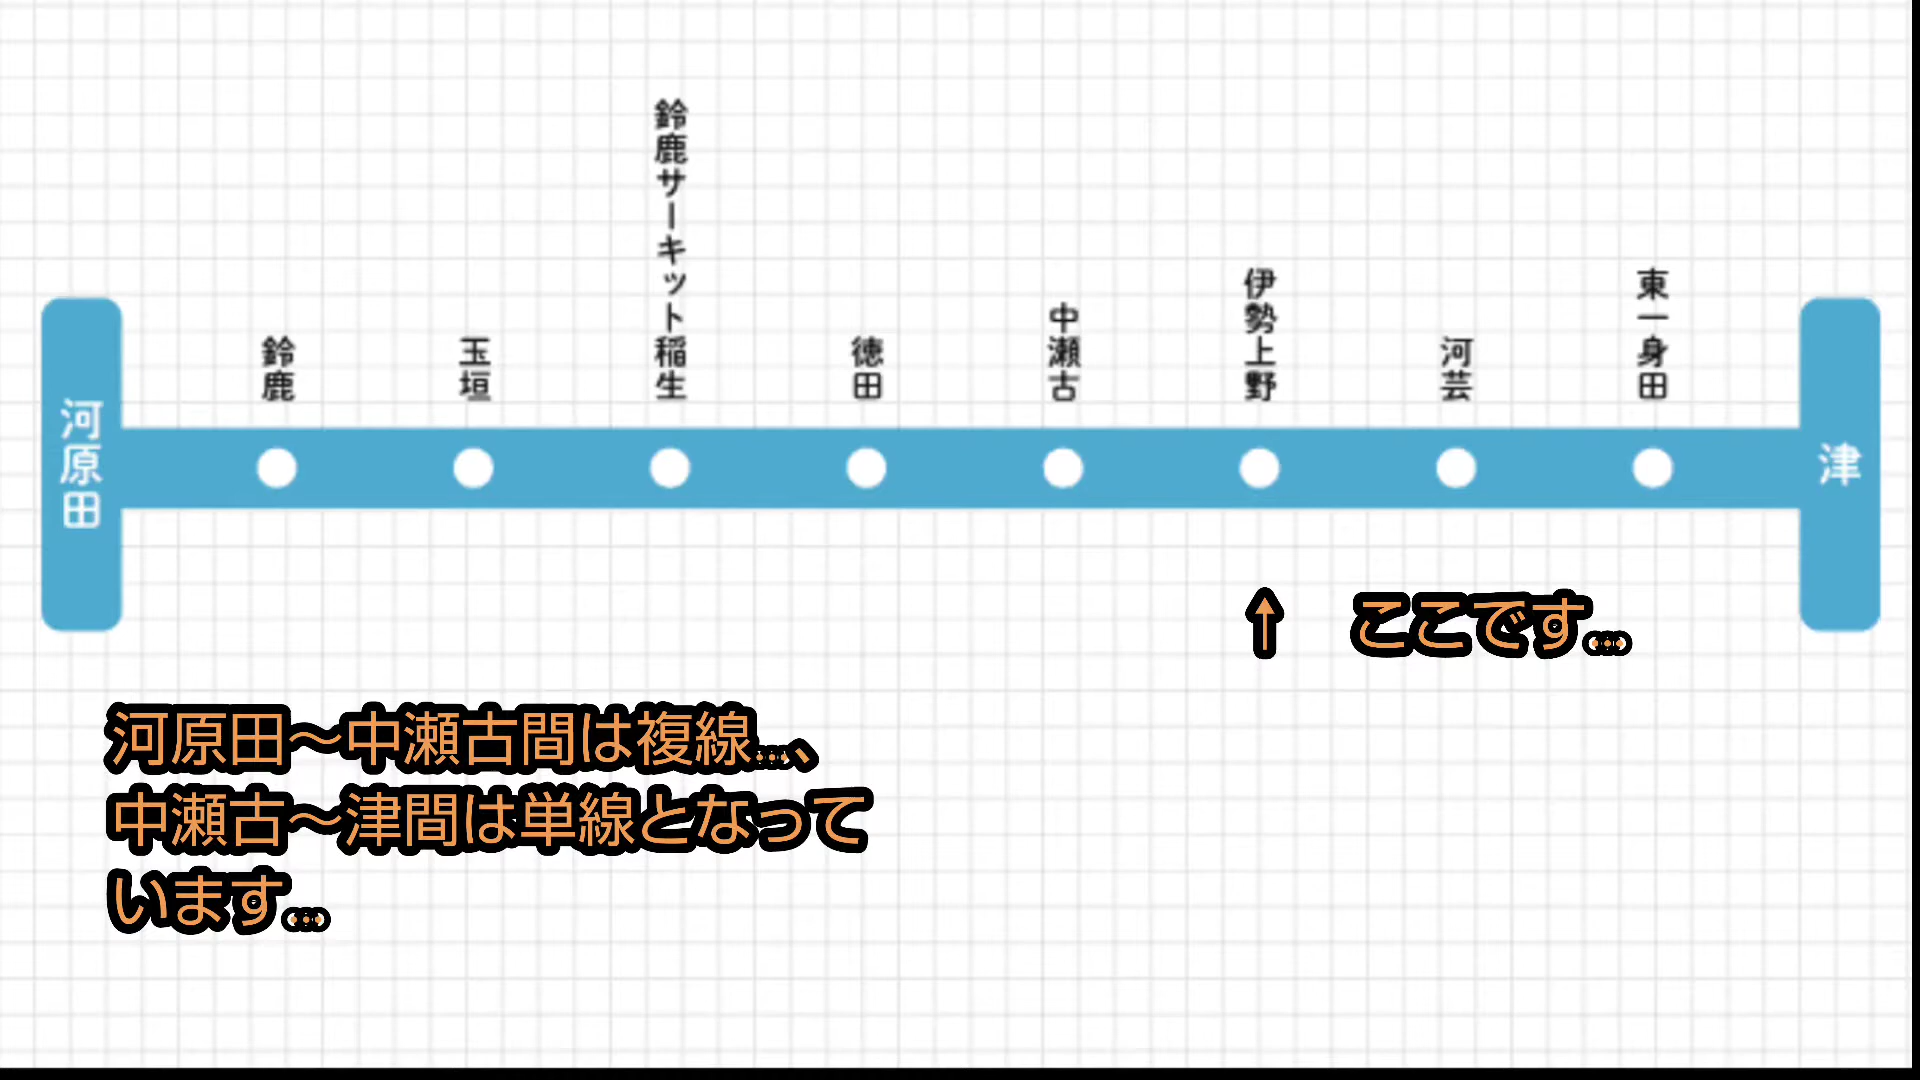 河原田
鈴鹿
玉垣
鈴鹿サーキット稲生
徳田
中瀬古
伊勢上野
河芸
東一身田
津
↑　ここです…
河原田～中瀬古間は複線…、
中瀬古～津間は単線となって
います…